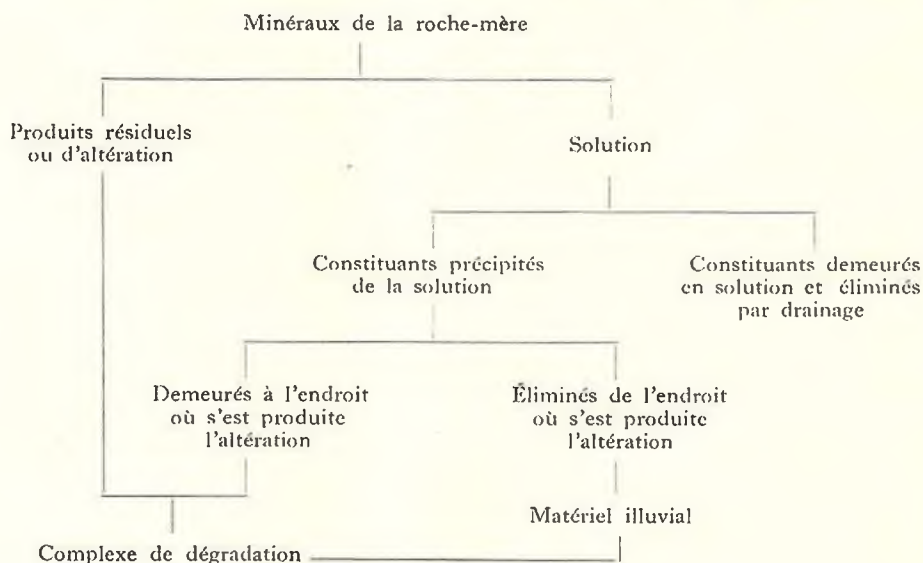 Minéraux de la roche-mère
Produits résiduels
ou d'altération
Solution
Constituants précipités
de la solution
Constituants demeurés
en solution et éliminés
par drainage
Demeurés à l'endroit
où s'est produite
l'altération
Éliminés de l'endroit
où s'est produite
l'altération
Matériel illuvial
Complexe de dégradation